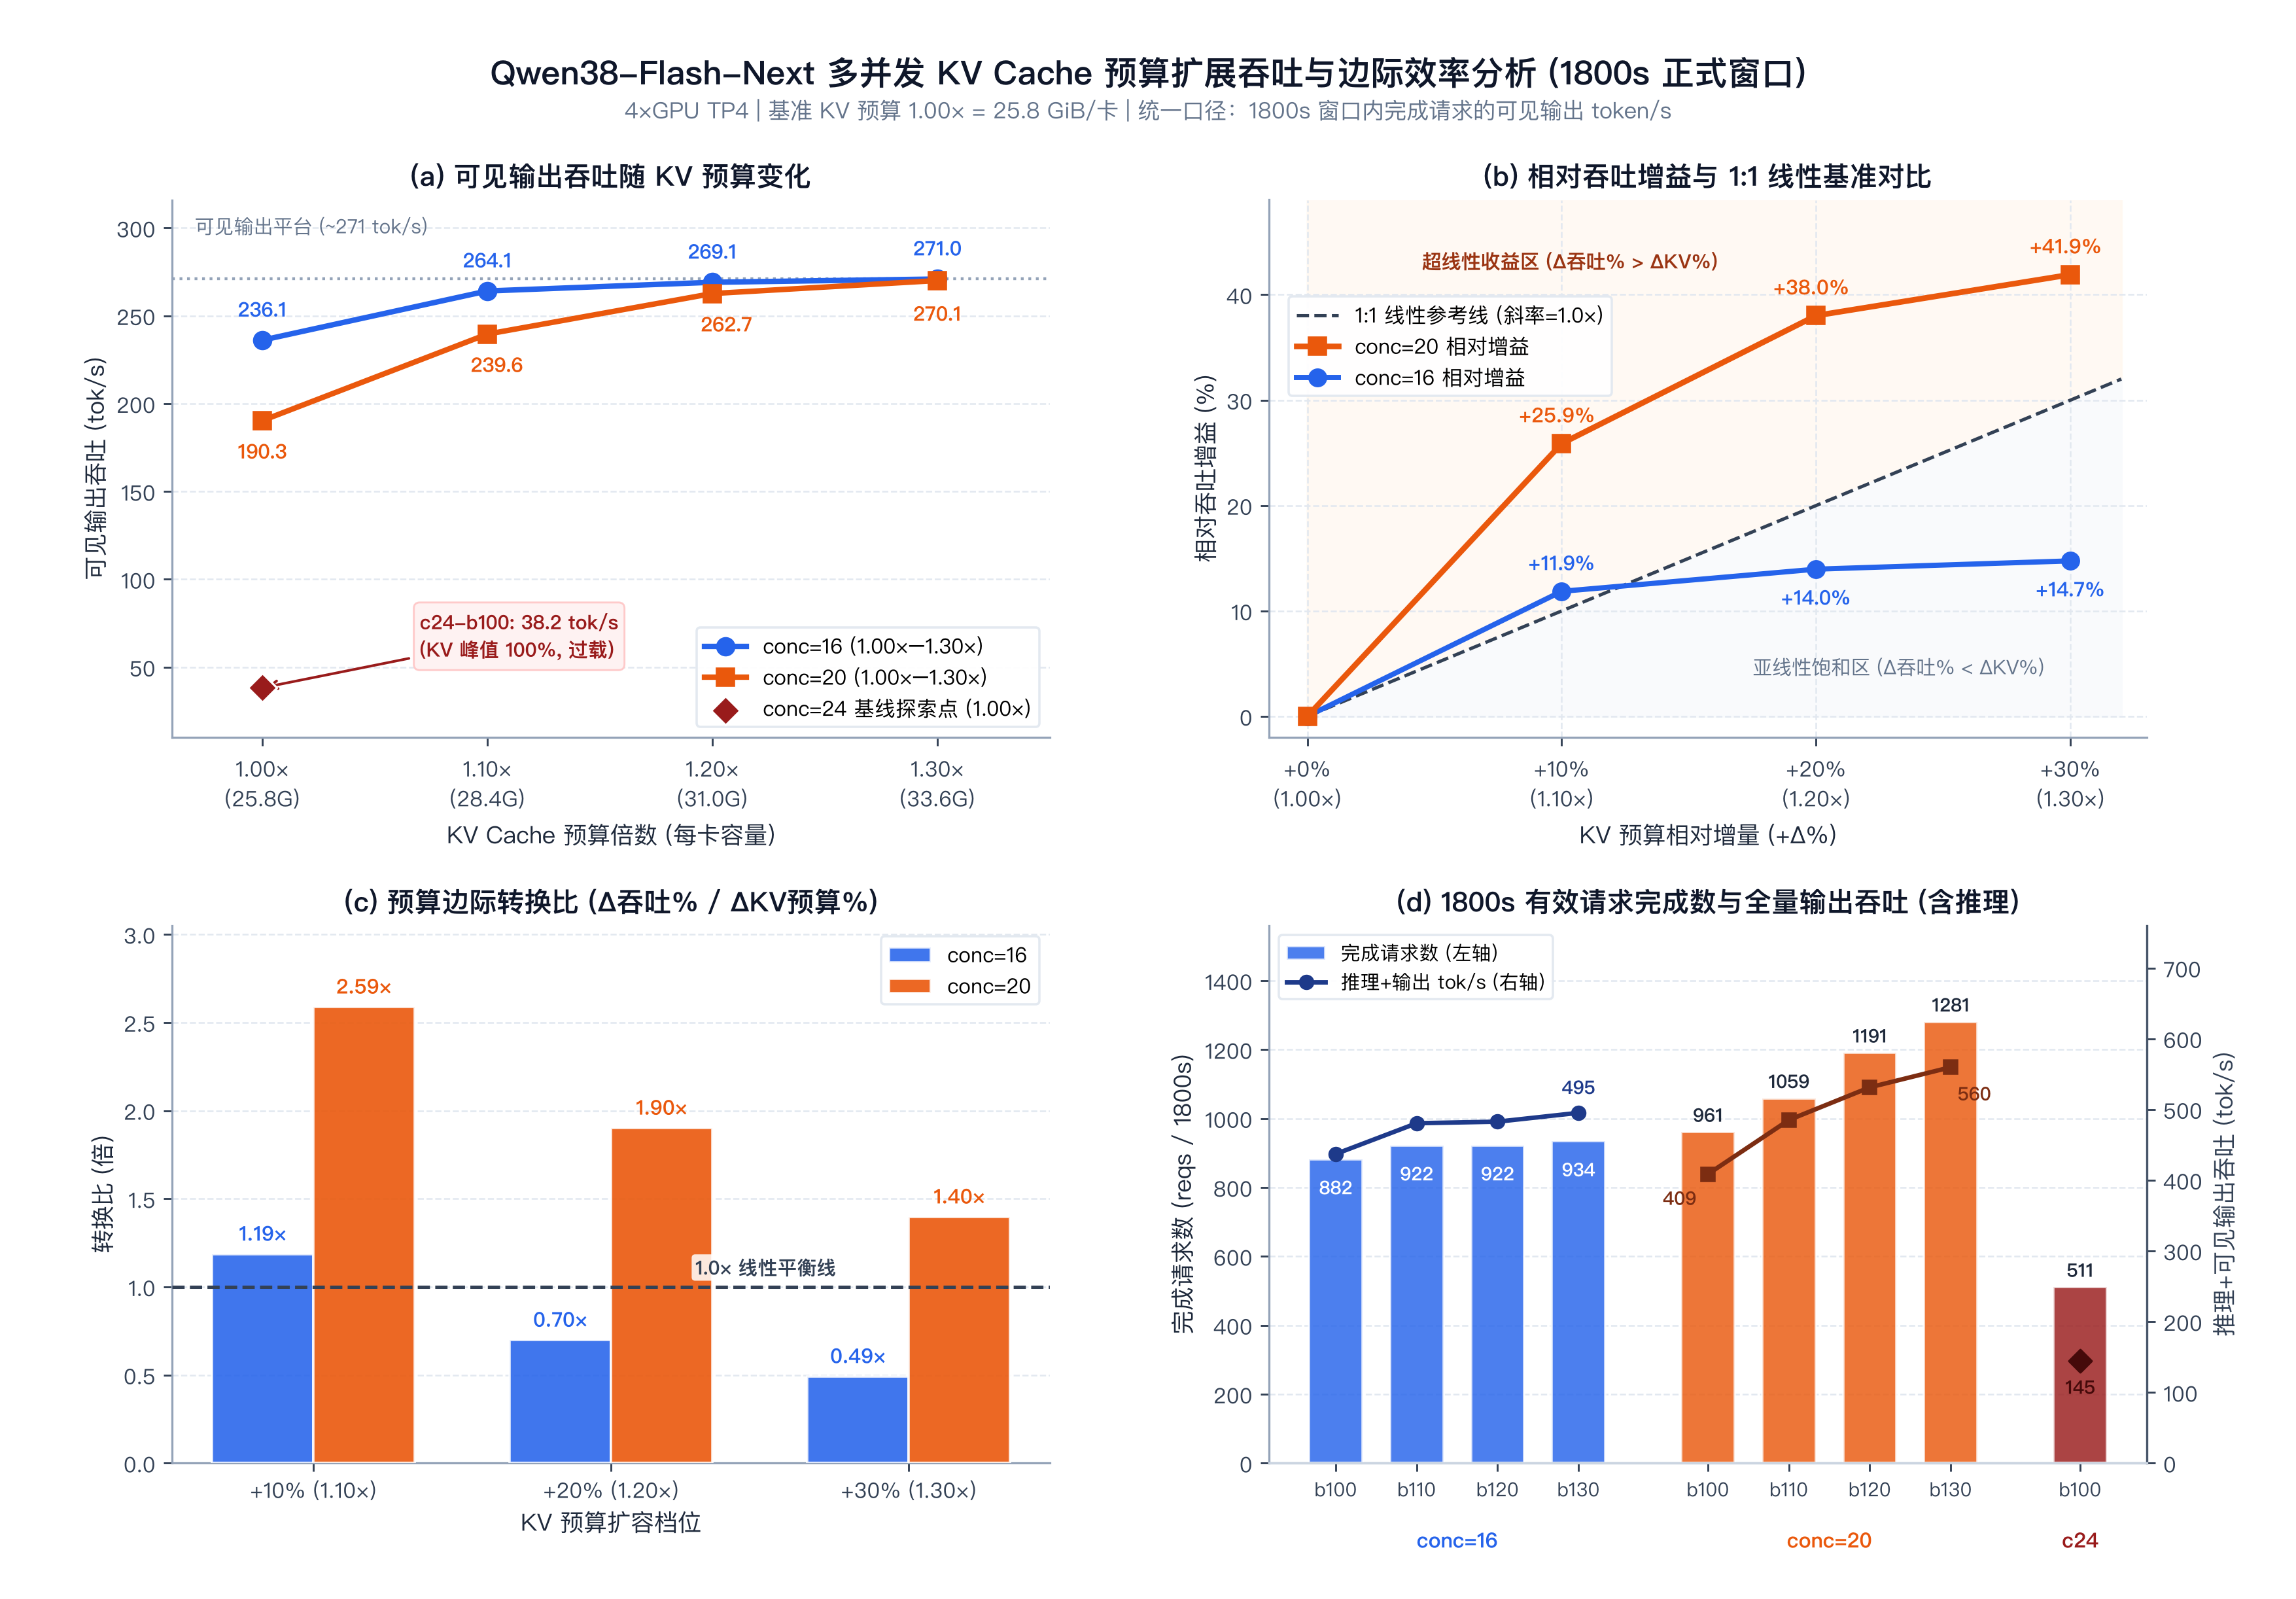 Qwen38-Flash-Next 多并发 KV Cache 预算扩展吞吐与边际效率分析 (1800s 正式窗口)
4×GPU TP4 | 基准 KV 预算 1.00× = 25.8 GiB/卡 | 统一口径：1800s 窗口内完成请求的可见输出 token/s
(a) 可见输出吞吐随 KV 预算变化
可见输出吞吐 (tok/s)
300
250
200
150
100
50
可见输出平台 (~271 tok/s)
236.1
264.1
269.1
271.0
190.3
239.6
262.7
270.1
c24-b100: 38.2 tok/s
(KV 峰值 100%, 过载)
conc=16 (1.00×—1.30×)
conc=20 (1.00×—1.30×)
conc=24 基线探索点 (1.00×)
1.00×
(25.8G)
1.10×
(28.4G)
1.20×
(31.0G)
1.30×
(33.6G)
KV Cache 预算倍数 (每卡容量)
(b) 相对吞吐增益与 1:1 线性基准对比
相对吞吐增益 (%)
40
30
20
10
0
超线性收益区 (Δ吞吐% > ΔKV%)
1:1 线性参考线 (斜率=1.0×)
conc=20 相对增益
conc=16 相对增益
+25.9%
+38.0%
+41.9%
+11.9%
+14.0%
+14.7%
亚线性饱和区 (Δ吞吐% < ΔKV%)
+0%
(1.00×)
+10%
(1.10×)
+20%
(1.20×)
+30%
(1.30×)
KV 预算相对增量 (+Δ%)
(c) 预算边际转换比 (Δ吞吐% / ΔKV预算%)
转换比 (倍)
3.0
2.5
2.0
1.5
1.0
0.5
0.0
conc=16
conc=20
1.19×
2.59×
0.70×
1.90×
0.49×
1.40×
1.0× 线性平衡线
+10% (1.10×)
+20% (1.20×)
+30% (1.30×)
KV 预算扩容档位
(d) 1800s 有效请求完成数与全量输出吞吐 (含推理)
完成请求数 (reqs / 1800s)
1400
1200
1000
800
600
400
200
0
完成请求数 (左轴)
推理+输出 tok/s (右轴)
882
922
922
934
495
961
1059
1191
1281
409
560
511
145
700
600
500
400
300
200
100
0
推理+可见输出吞吐 (tok/s)
b100
b110
b120
b130
b100
b110
b120
b130
b100
conc=16
conc=20
c24